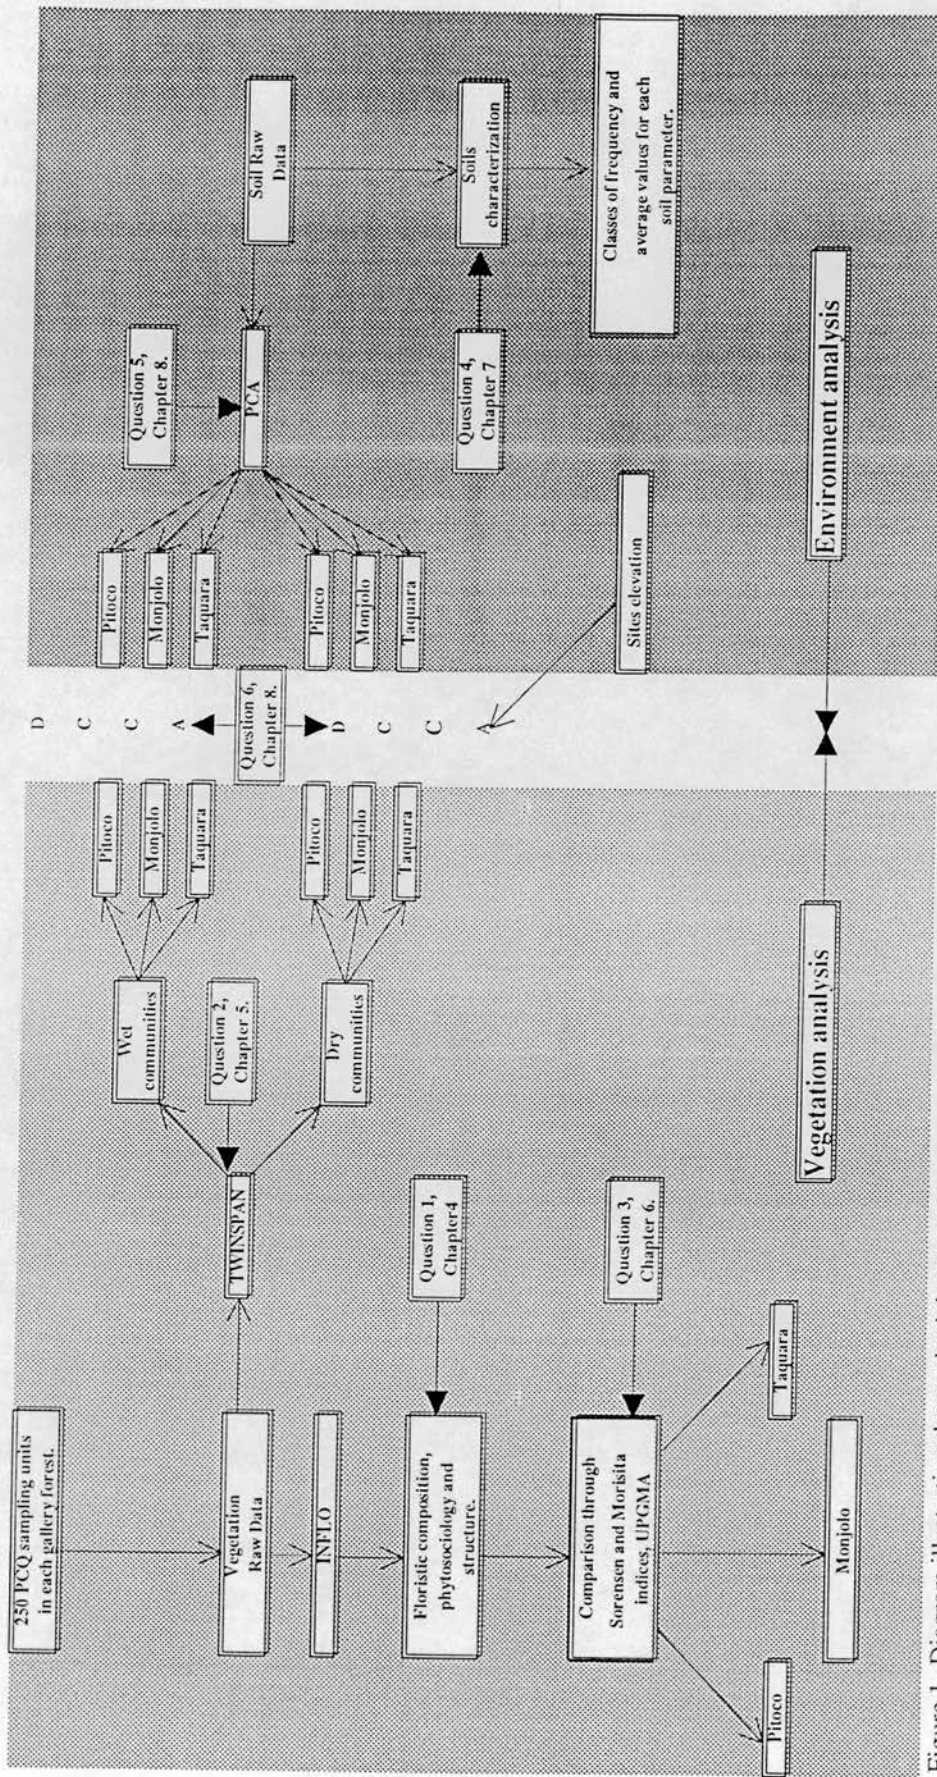 250 PCQ sampling units
in each gallery forest.
Vegetation
Raw Data
INFLO
Floristic composition,
phytosociology and
structure.
Comparison through
Sorensen and Morisita
indices, UPGMA
Pitoco
Monjolo
Taquara
TWINSPAN
Question 1,
Chapter4
Question 3,
Chapter 6.
Wet
communities
Question 2,
Chapter 5.
Dry
communities
Vegetation analysis
Pitoco
Monjolo
Taquara
Pitoco
Monjolo
Taquara
D
C
C
A
Question 6,
Chapter 8.
D
C
C
A
Pitoco
Monjolo
Taquara
Pitoco
Monjolo
Taquara
Sites elevation
Question 5,
Chapter 8.
PCA
Question 4,
Chapter 7
Environment analysis
Soil Raw
Data
Soils
characterization
Classes of frequency and
average values for each
soil parameter.
Figure 1. Diagram